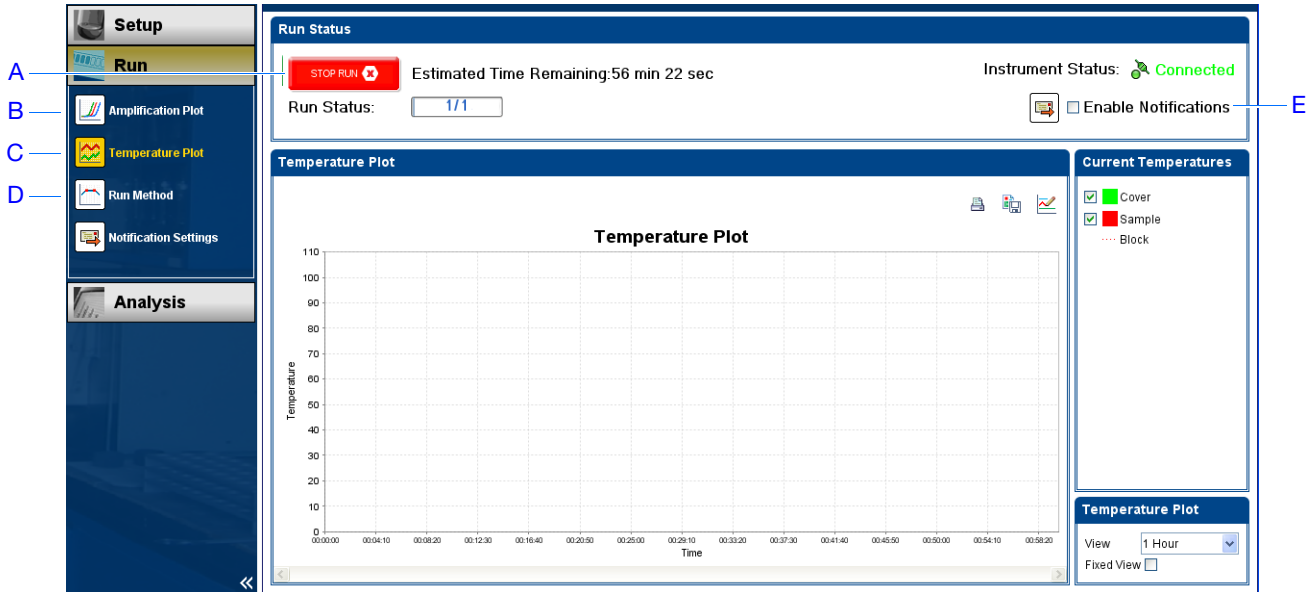 Setup
Run
Amplification Plot
Temperature Plot
Run Method
Notification Settings
Analysis
«
A
B
C
D
E
Run Status
STOP RUN
Estimated Time Remaining:56 min 22 sec
Instrument Status: Connected
Run Status: 1/1
Enable Notifications
Temperature Plot
Temperature Plot
Temperature
110
100
90
80
70
60
50
40
30
20
10
0
00:00:00 00:04:10 00:08:20 00:12:30 00:16:40 00:20:50 00:25:00 00:29:10 00:33:20 00:37:30 00:41:40 00:45:50 00:50:00 00:54:10 00:58:20
Time
Current Temperatures
Cover
Sample
Block
Temperature Plot
View 1 Hour
Fixed View